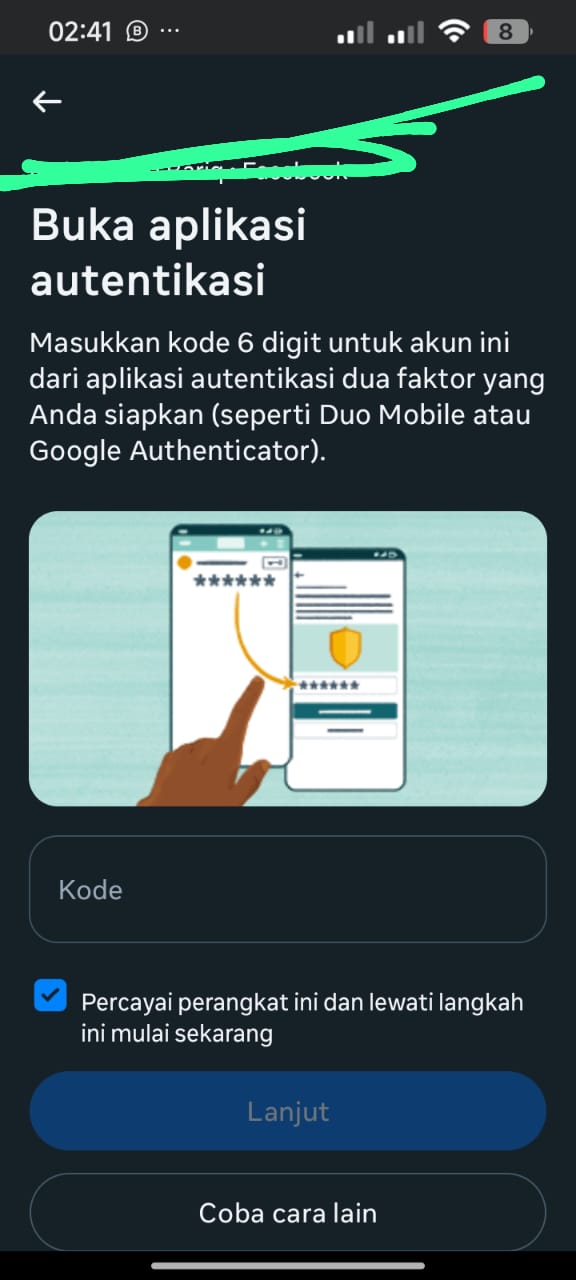 02:41
8
Facebook
Buka aplikasi
autentikasi
Masukkan kode 6 digit untuk akun ini
dari aplikasi autentikasi dua faktor yang
Anda siapkan (seperti Duo Mobile atau
Google Authenticator).
******
******
Kode
Percayai perangkat ini dan lewati langkah
ini mulai sekarang
Lanjut
Coba cara lain